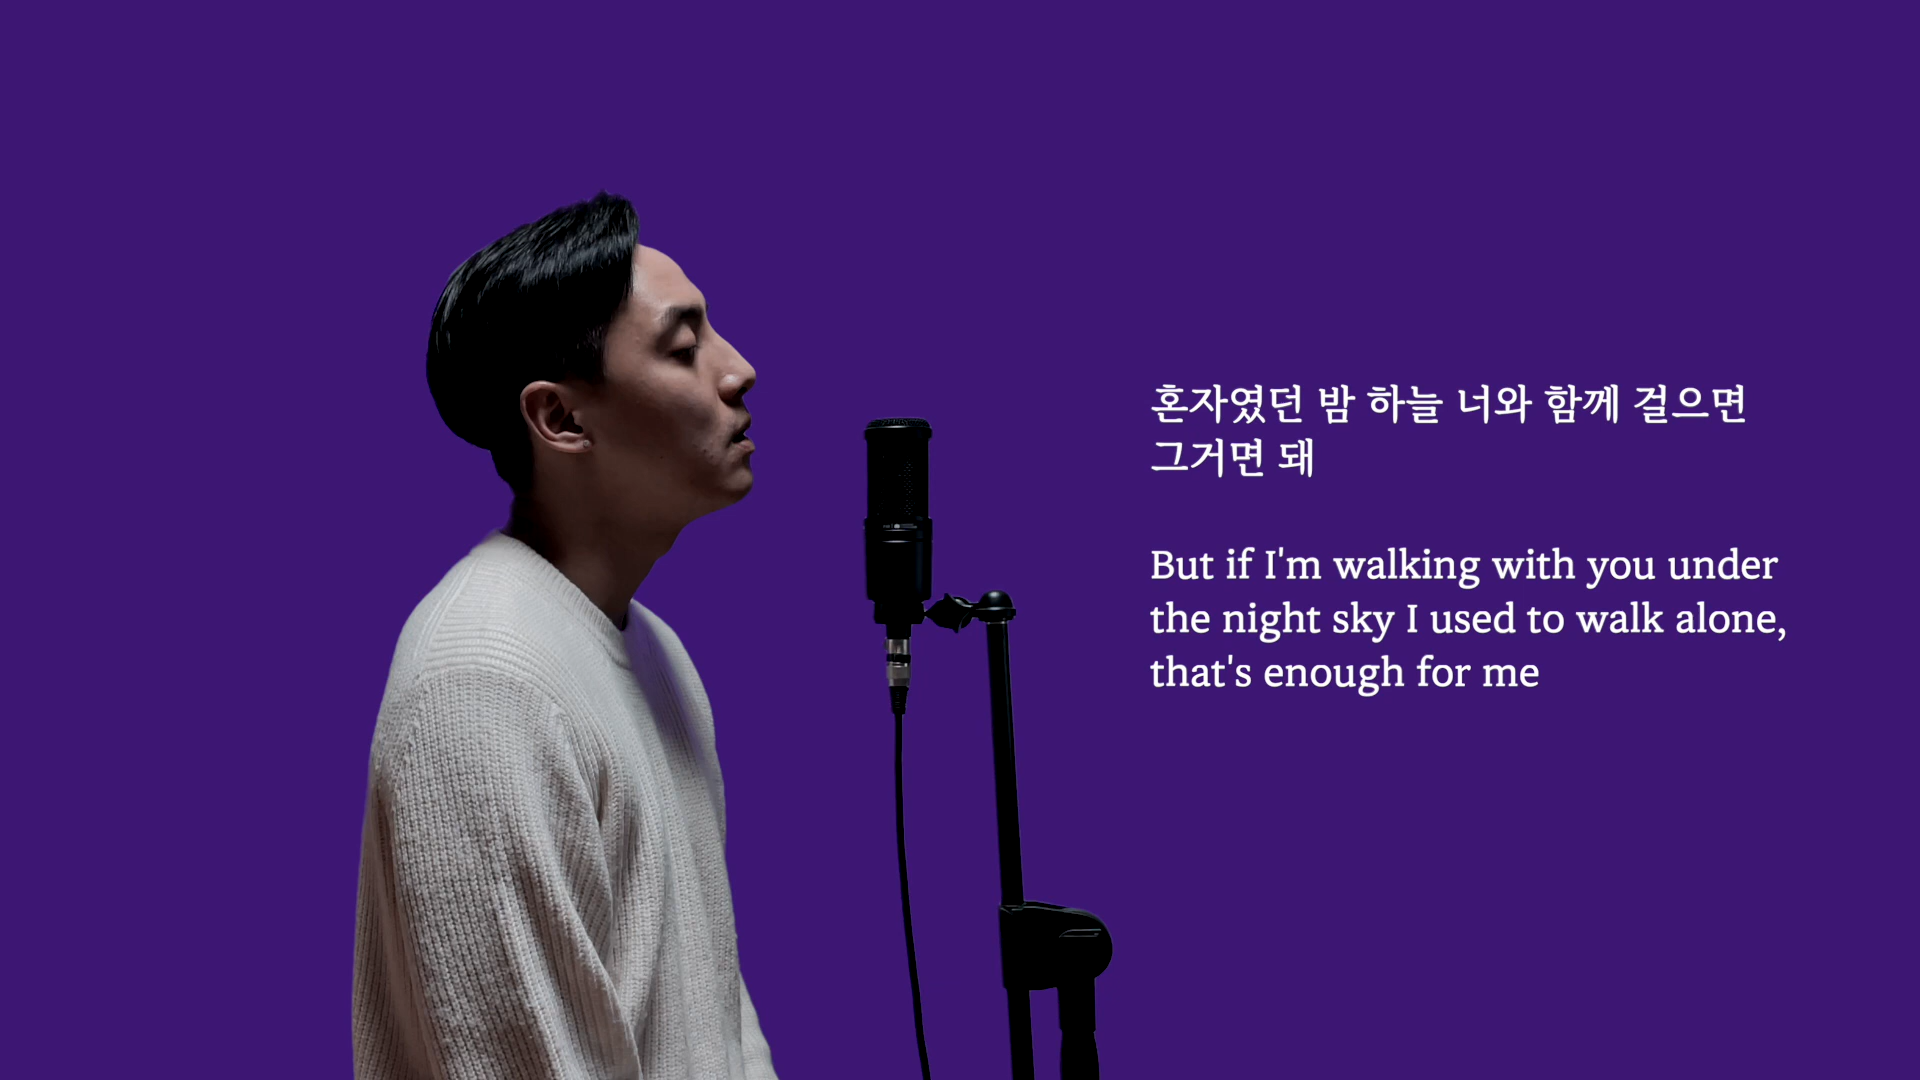 혼자였던 밤 하늘 너와 함께 걸으면
그거면 돼
But if I'm walking with you under
the night sky I used to walk alone,
that's enough for me